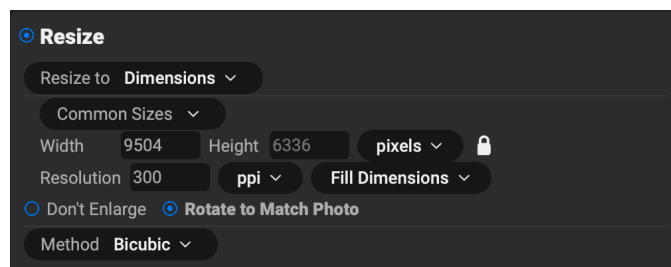 Resize
Resize to Dimensions
Common Sizes
Width 9504 Height 6336 pixels
Resolution 300 ppi Fill Dimensions
Don't Enlarge Rotate to Match Photo
Method Bicubic